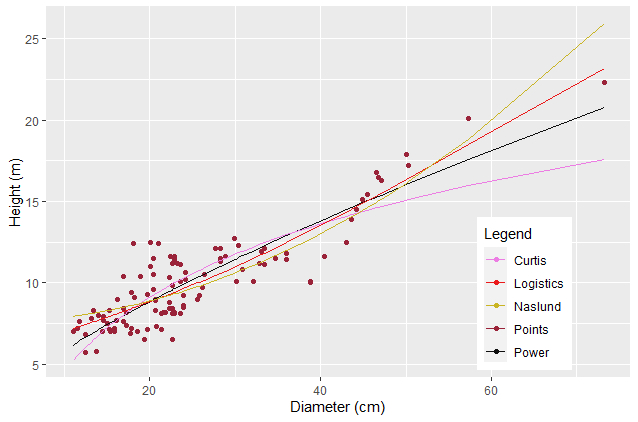 25
20
15
10
5
Height (m)
20
40
60
Diameter (cm)
Legend
Curtis
Logistics
Naslund
Points
Power